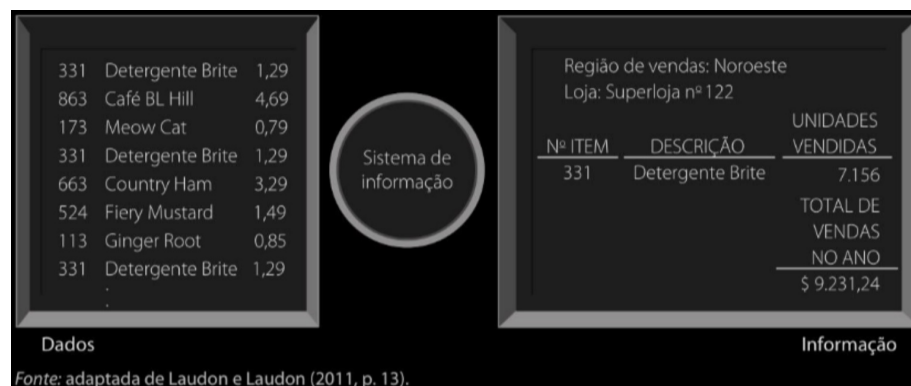 331 Detergente Brite 1,29
863 Café BL Hill 4,69
173 Meow Cat 0,79
331 Detergente Brite 1,29
663 Country Ham 3,29
524 Fiery Mustard 1,49
113 Ginger Root 0,85
331 Detergente Brite 1,29
.
.
Dados
Sistema de
informação
Região de vendas: Noroeste
Loja: Superloja nº 122
UNIDADES
Nº ITEM DESCRIÇÃO VENDIDAS
331 Detergente Brite 7.156
TOTAL DE
VENDAS
NO ANO
$ 9.231,24
Informação
Fonte: adaptada de Laudon e Laudon (2011, p. 13).